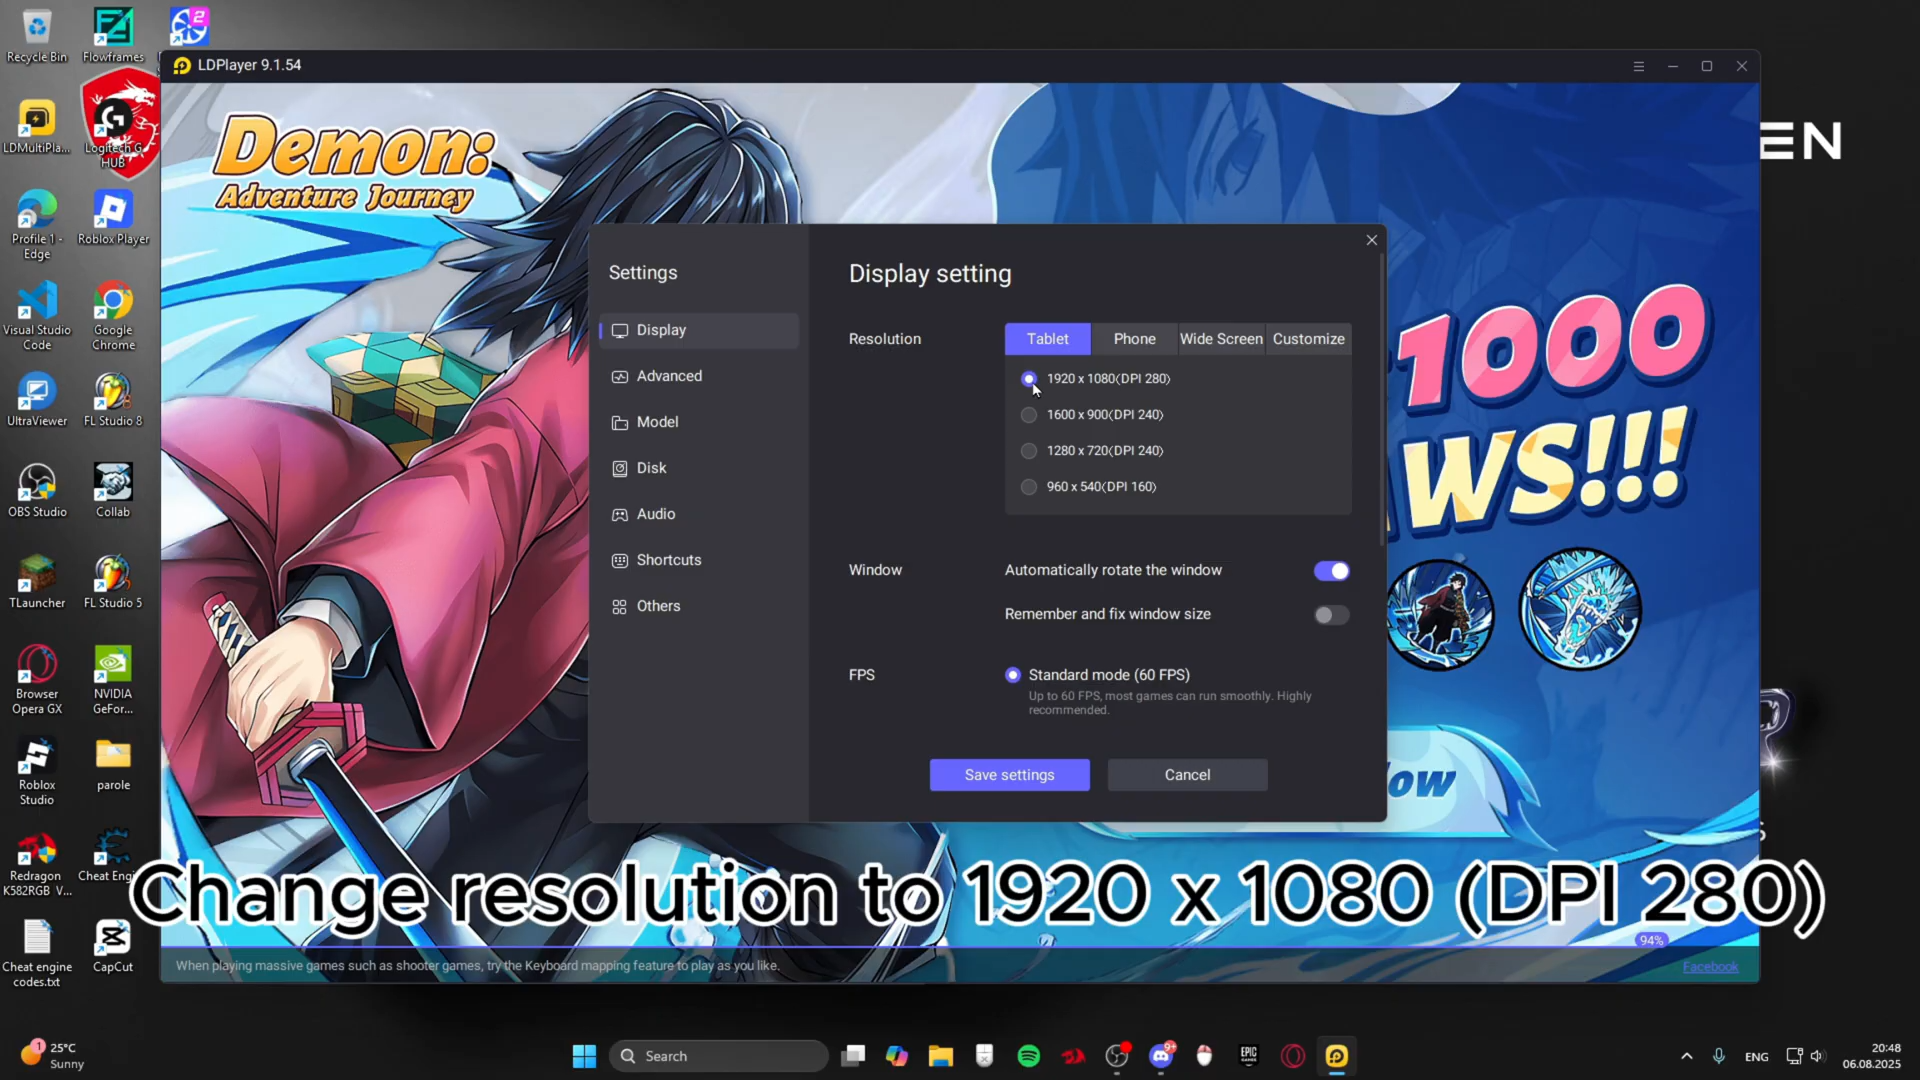 Recycle Bin
Flowframes
LDMultiPla...
Logitech G
HUB
Profile 1 -
Edge
Roblox Player
Visual Studio
Code
Google
Chrome
UltraViewer
FL Studio 8
OBS Studio
Collab
TLauncher
FL Studio 5
Browser
Opera GX
NVIDIA
GeFor...
Roblox
Studio
parole
Redragon
K582RGB_V...
Cheat Eng
Cheat engine
codes.txt
CapCut
LDPlayer 9.1.54
Demon:
Adventure Journey
EN
1000
WS!!!
ow
Settings
Display
Advanced
Model
Disk
Audio
Shortcuts
Others
Display setting
Resolution
Tablet
Phone
Wide Screen
Customize
1920 x 1080(DPI 280)
1600 x 900(DPI 240)
1280 x 720(DPI 240)
960 x 540(DPI 160)
Window
Automatically rotate the window
Remember and fix window size
FPS
Standard mode (60 FPS)
Up to 60 FPS, most games can run smoothly. Highly
recommended.
Save settings
Cancel
Change resolution to 1920 x 1080 (DPI 280)
94%
When playing massive games such as shooter games, try the Keyboard mapping feature to play as you like.
Facebook
1
25°C
Sunny
Search
9+
EPIC
GAMES
ENG
20:48
06.08.2025